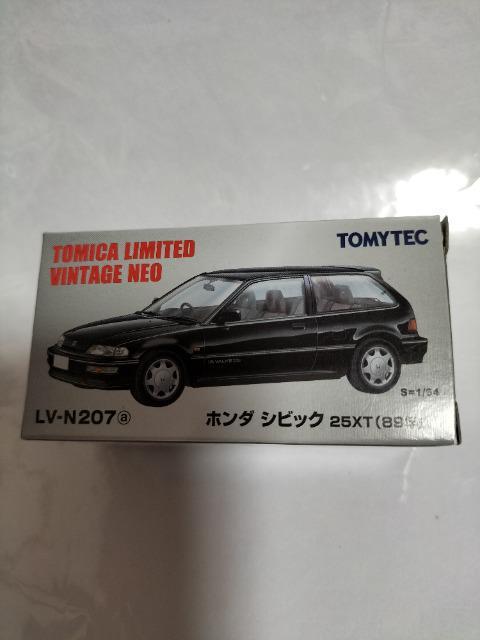 TOMICA LIMITED
VINTAGE NEO
TOMYTEC
S=1/64
LV-N207ⓐ
ホンダ シビック 25XT(89年)